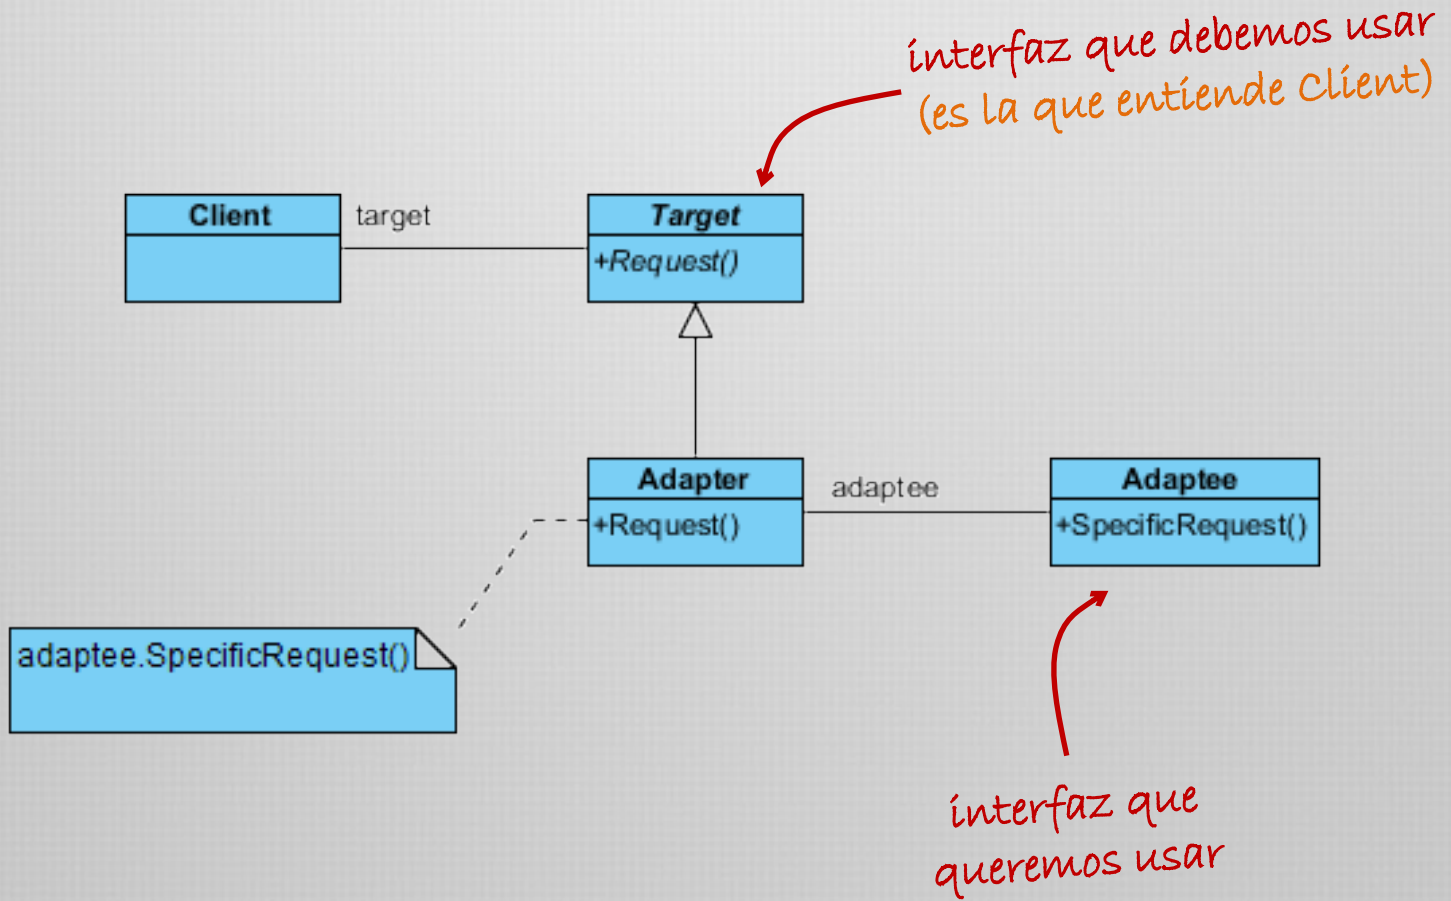 interfaz que debemos usar
(es la que entiende Client)
Client
target
Target
+Request()
Adapter
+Request()
adaptee
Adaptee
+SpecificRequest()
adaptee.SpecificRequest()
interfaz que
queremos usar